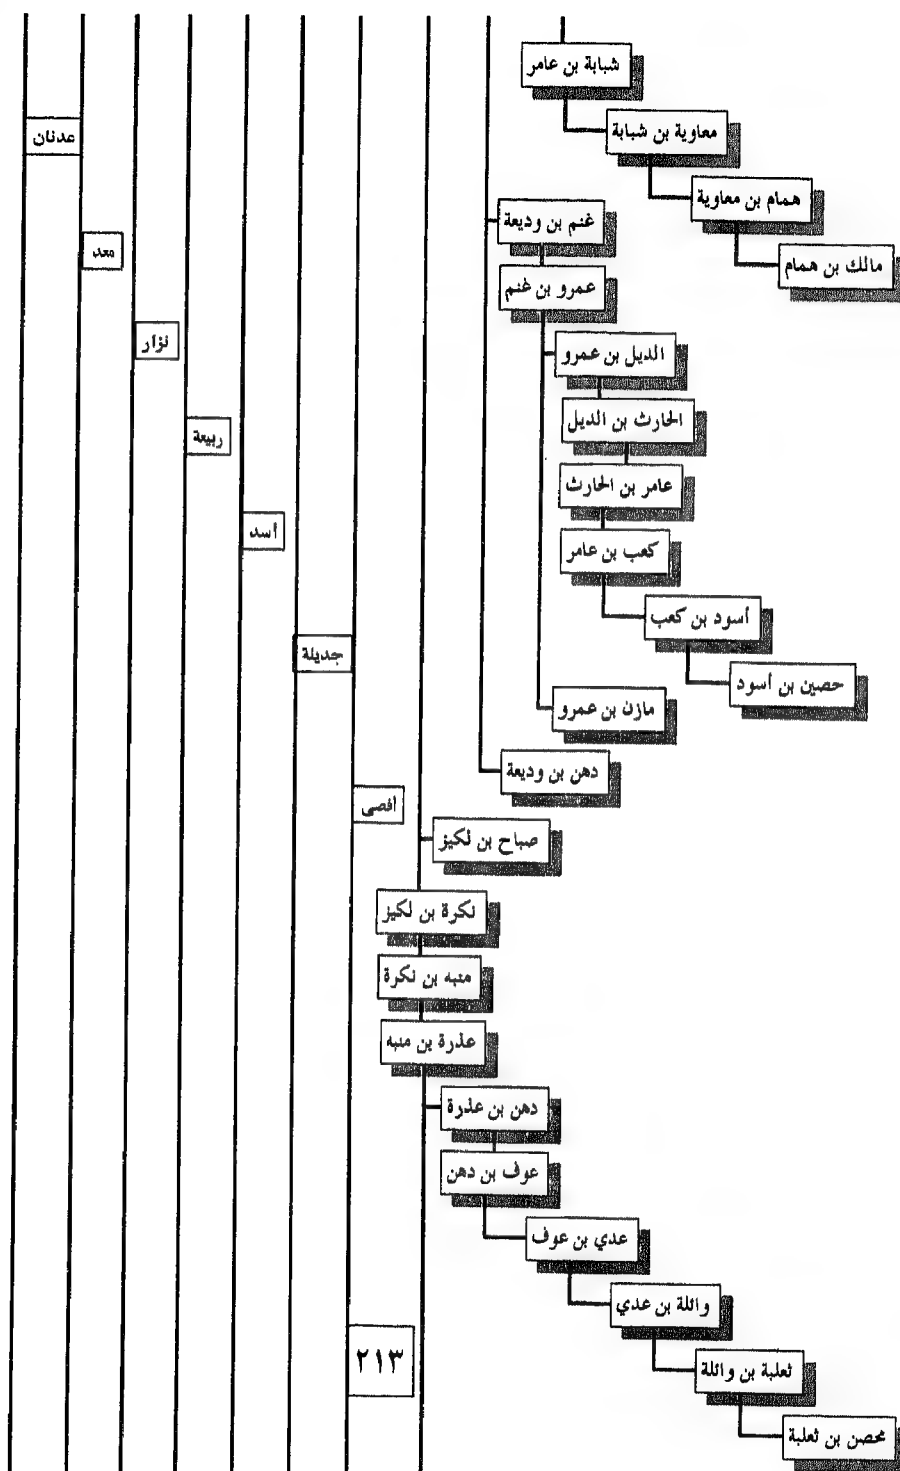 شبابة بن عامر
معاوية بن شبابة
عدنان
همام بن معاوية
غنم بن وديعة
معد
مالك بن همام
عمرو بن غنم
نزار
الديل بن عمرو
الحارث بن الديل
ربيعة
عامر بن الحارث
أسد
كعب بن عامر
أسود بن كعب
جديلة
حصين بن أسود
مازن بن عمرو
دهن بن وديعة
أفصى
صباح بن لكيز
نكرة بن لكيز
منبه بن نكرة
عذرة بن منبه
دهن بن عذرة
عوف بن دهن
عدي بن عوف
وائلة بن عدي
٢١٣
ثعلبة بن وائلة
محصن بن ثعلبة